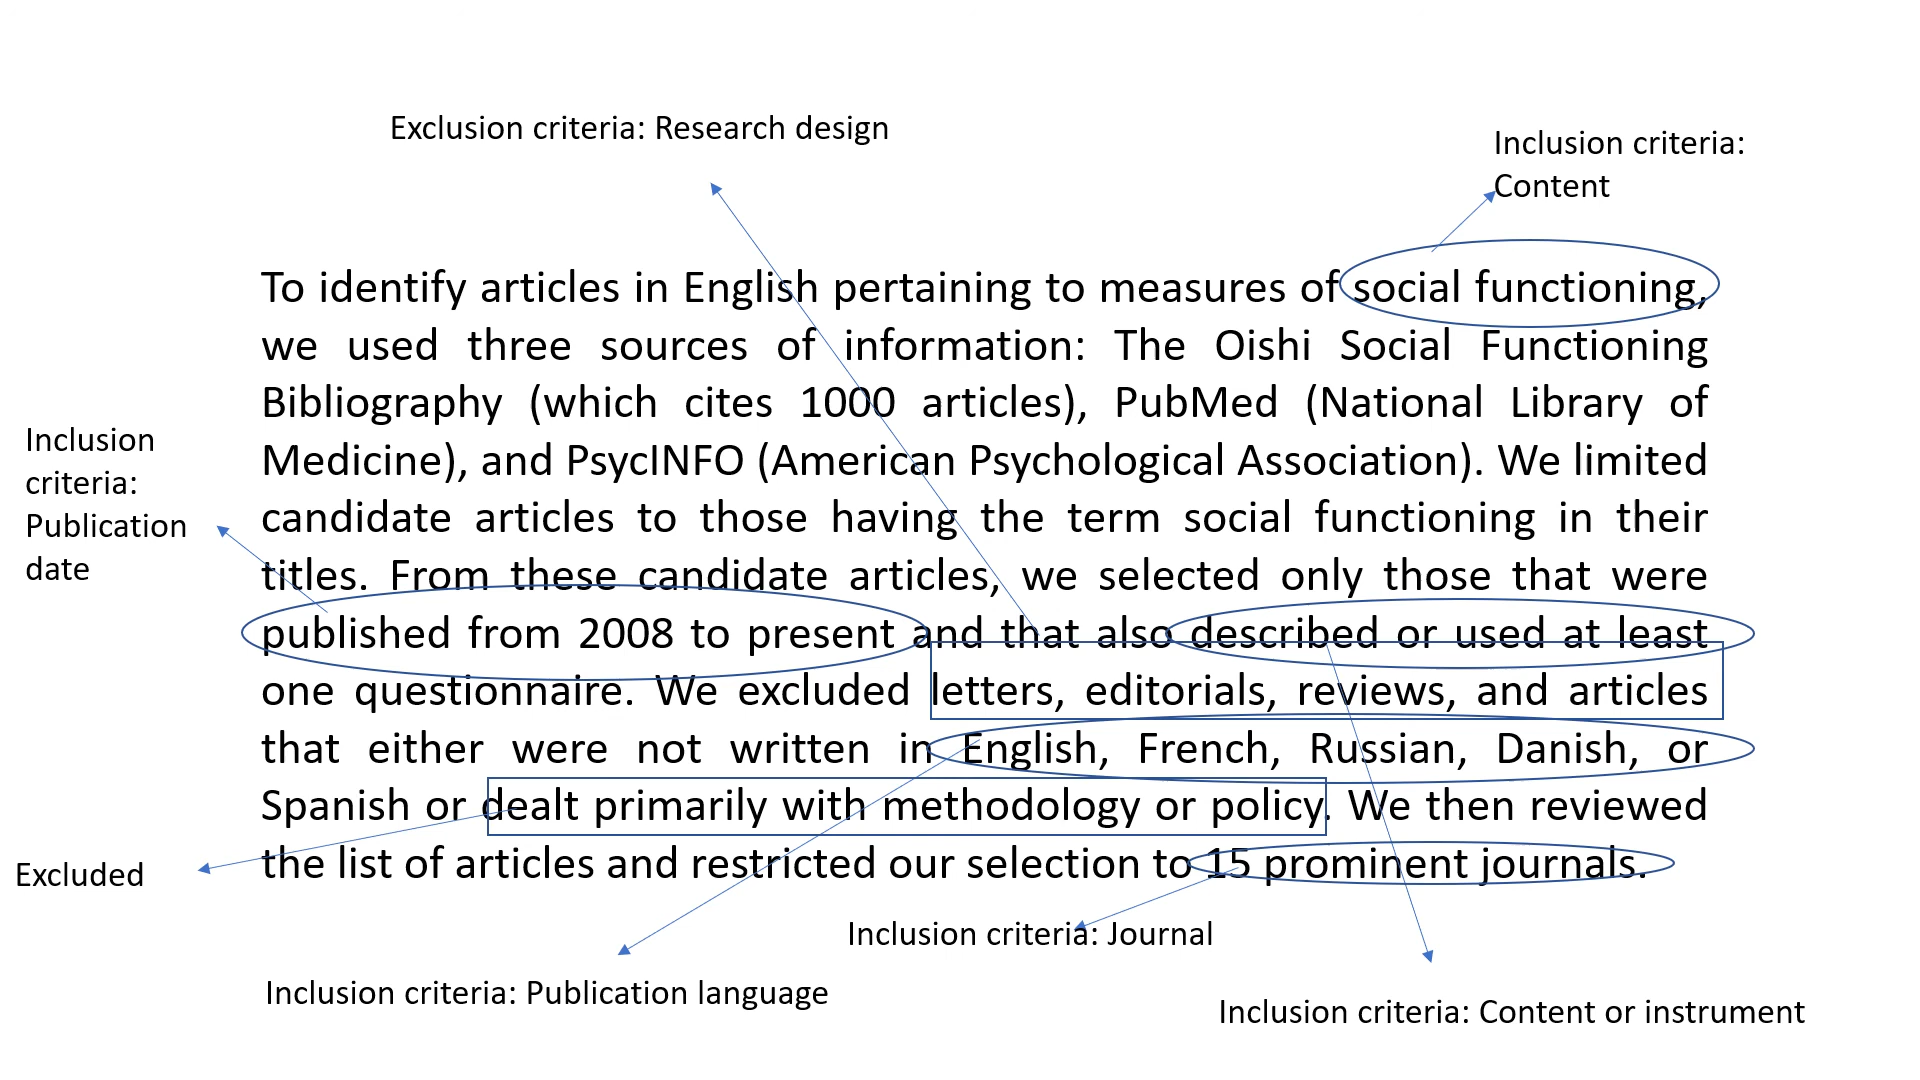 Exclusion criteria: Research design
Inclusion criteria:
Content
To identify articles in English pertaining to measures of social functioning,
we used three sources of information: The Oishi Social Functioning
Bibliography (which cites 1000 articles), PubMed (National Library of
Medicine), and PsycINFO (American Psychological Association). We limited
candidate articles to those having the term social functioning in their
titles. From these candidate articles, we selected only those that were
published from 2008 to present and that also described or used at least
one questionnaire. We excluded letters, editorials, reviews, and articles
that either were not written in English, French, Russian, Danish, or
Spanish or dealt primarily with methodology or policy. We then reviewed
the list of articles and restricted our selection to 15 prominent journals.
Inclusion
criteria:
Publication
date
Excluded
Inclusion criteria: Journal
Inclusion criteria: Publication language
Inclusion criteria: Content or instrument